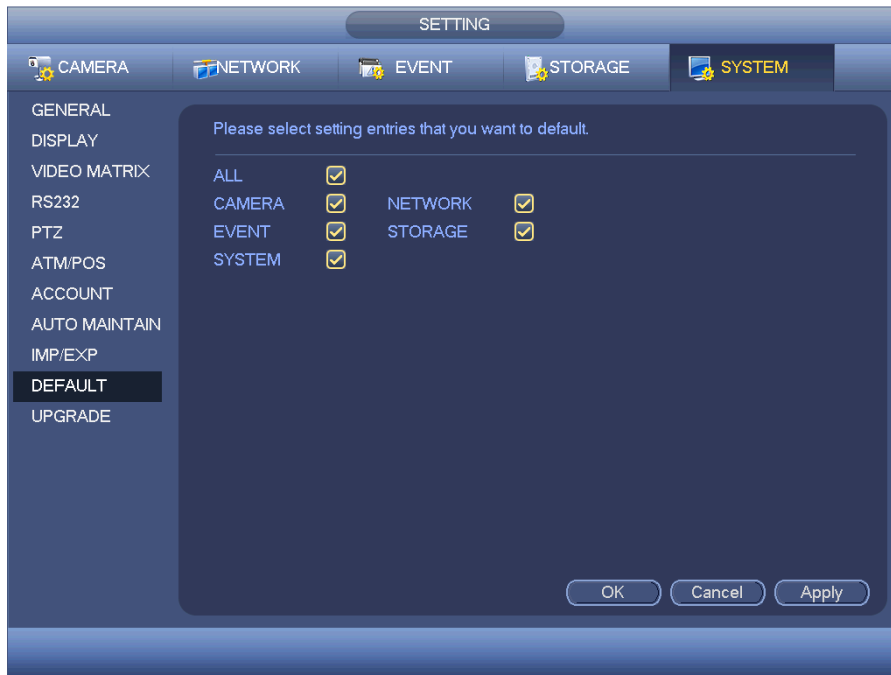 SETTING
CAMERA NETWORK EVENT STORAGE SYSTEM
GENERAL
DISPLAY
VIDEO MATRIX
RS232
PTZ
ATM/POS
ACCOUNT
AUTO MAINTAIN
IMP/EXP
DEFAULT
UPGRADE
Please select setting entries that you want to default.
ALL
CAMERA NETWORK
EVENT STORAGE
SYSTEM
OK Cancel Apply